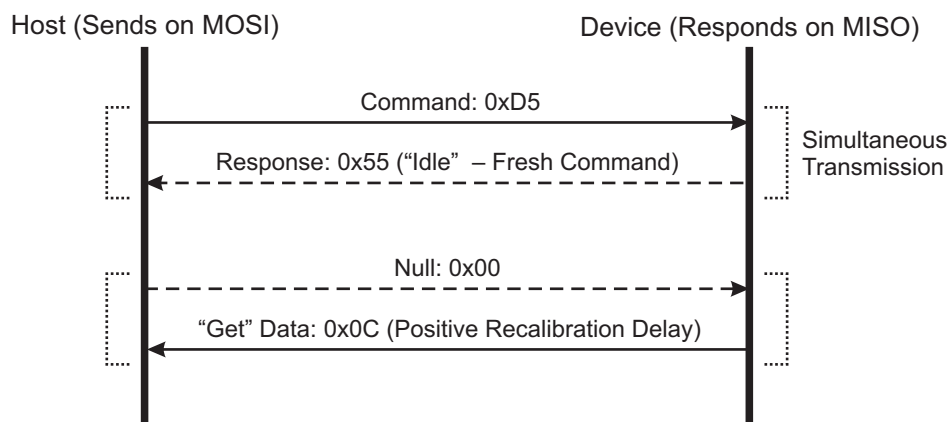 Host (Sends on MOSI)
Device (Responds on MISO)
Command: 0xD5
Response: 0x55 (“Idle” – Fresh Command)
Simultaneous
Transmission
Null: 0x00
“Get” Data: 0x0C (Positive Recalibration Delay)